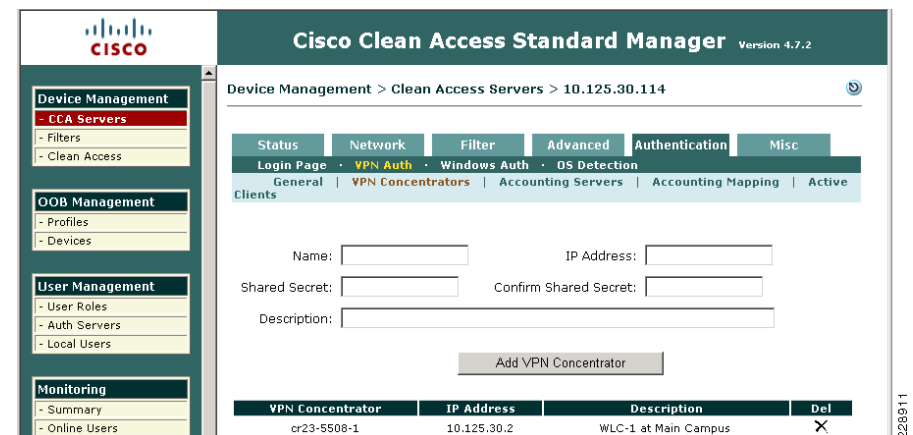 CISCO
Cisco Clean Access Standard Manager Version 4.7.2
Device Management
- CCA Servers
- Filters
- Clean Access
OOB Management
- Profiles
- Devices
User Management
- User Roles
- Auth Servers
- Local Users
Monitoring
- Summary
- Online Users
Device Management > Clean Access Servers > 10.125.30.114
Status Network Filter Advanced Authentication Misc
Login Page · VPN Auth · Windows Auth · OS Detection
General | VPN Concentrators | Accounting Servers | Accounting Mapping | Active
Clients
Name: IP Address:
Shared Secret: Confirm Shared Secret:
Description:
Add VPN Concentrator
VPN Concentrator IP Address Description Del
cr23-5508-1 10.125.30.2 WLC-1 at Main Campus X
228911